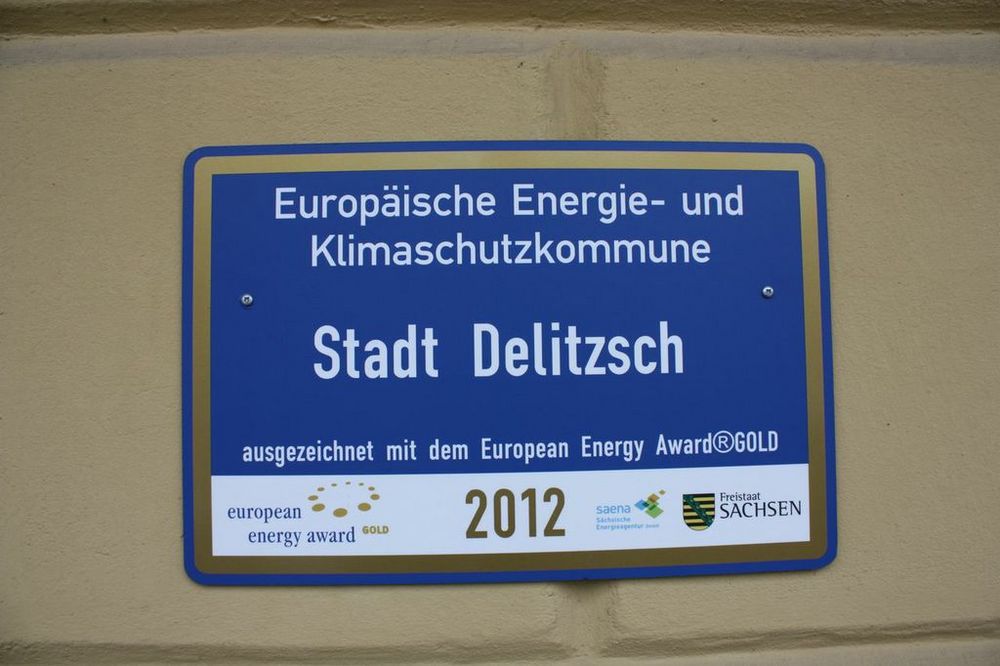 Europäische Energie- und
Klimaschutzkommune
Stadt Delitzsch
ausgezeichnet mit dem European Energy Award®GOLD
european
energy award GOLD
2012
saena
Sächsische
Energieagentur GmbH
Freistaat
SACHSEN